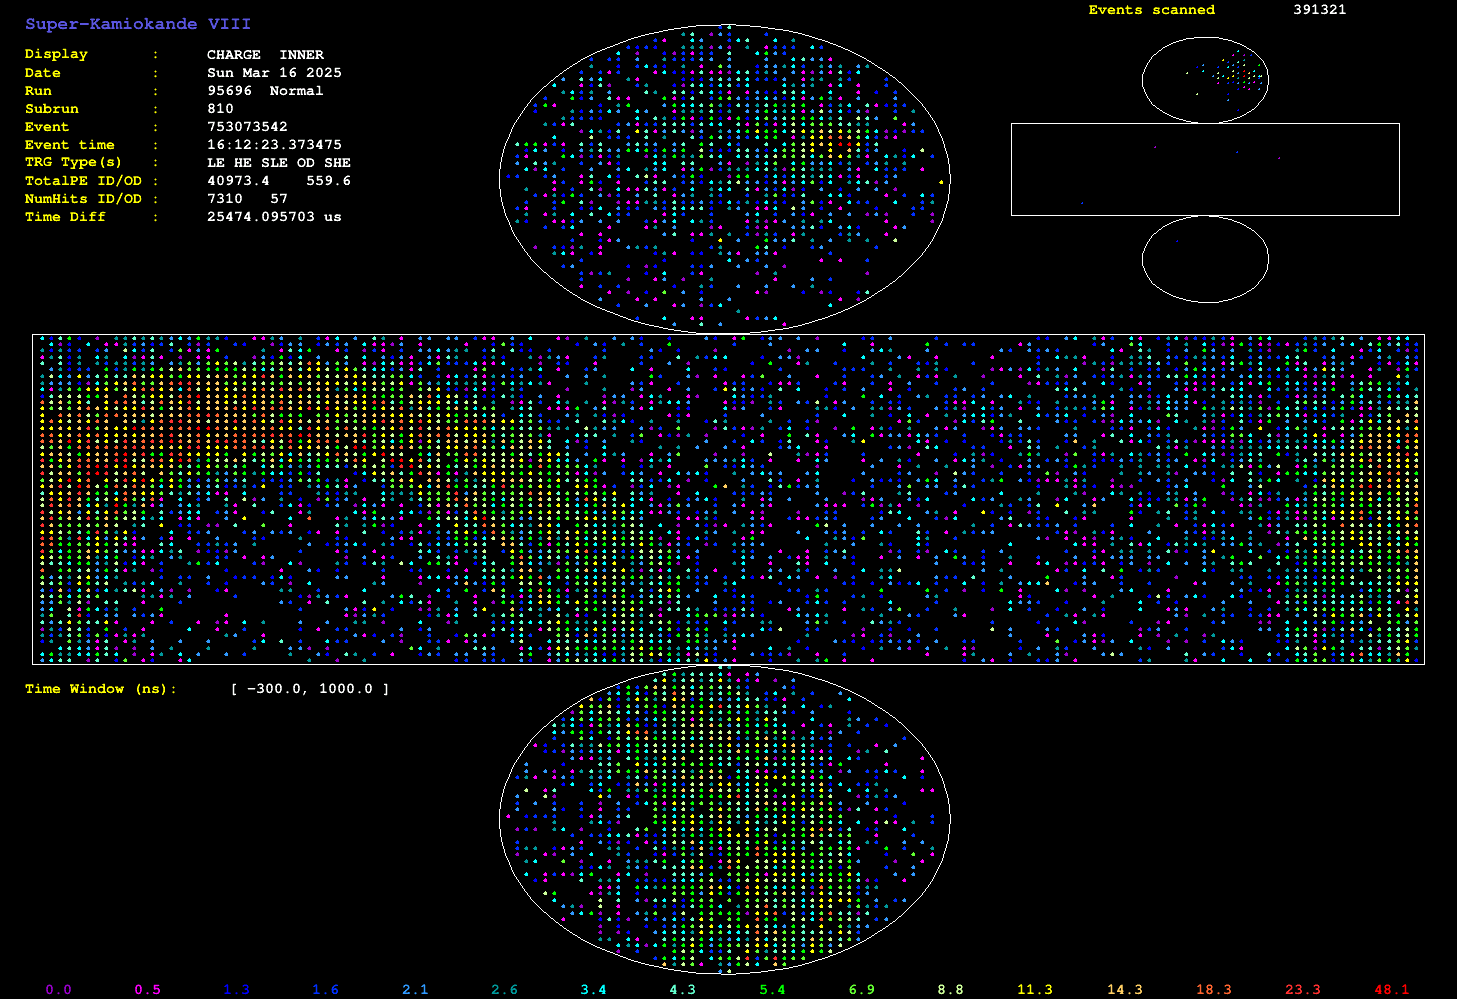 Super-Kamiokande VIII
Events scanned 391321
Display : CHARGE INNER
Date : Sun Mar 16 2025
Run : 95696 Normal
Subrun : 810
Event : 753073542
Event time : 16:12:23.373475
TRG Type(s) : LE HE SLE OD SHE
TotalPE ID/OD : 40973.4 559.6
NumHits ID/OD : 7310 57
Time Diff : 25474.095703 us
Time Window (ns): [ -300.0, 1000.0 ]
0.0 0.5 1.3 1.6 2.1 2.6 3.4 4.3 5.4 6.9 8.8 11.3 14.3 18.3 23.3 48.1